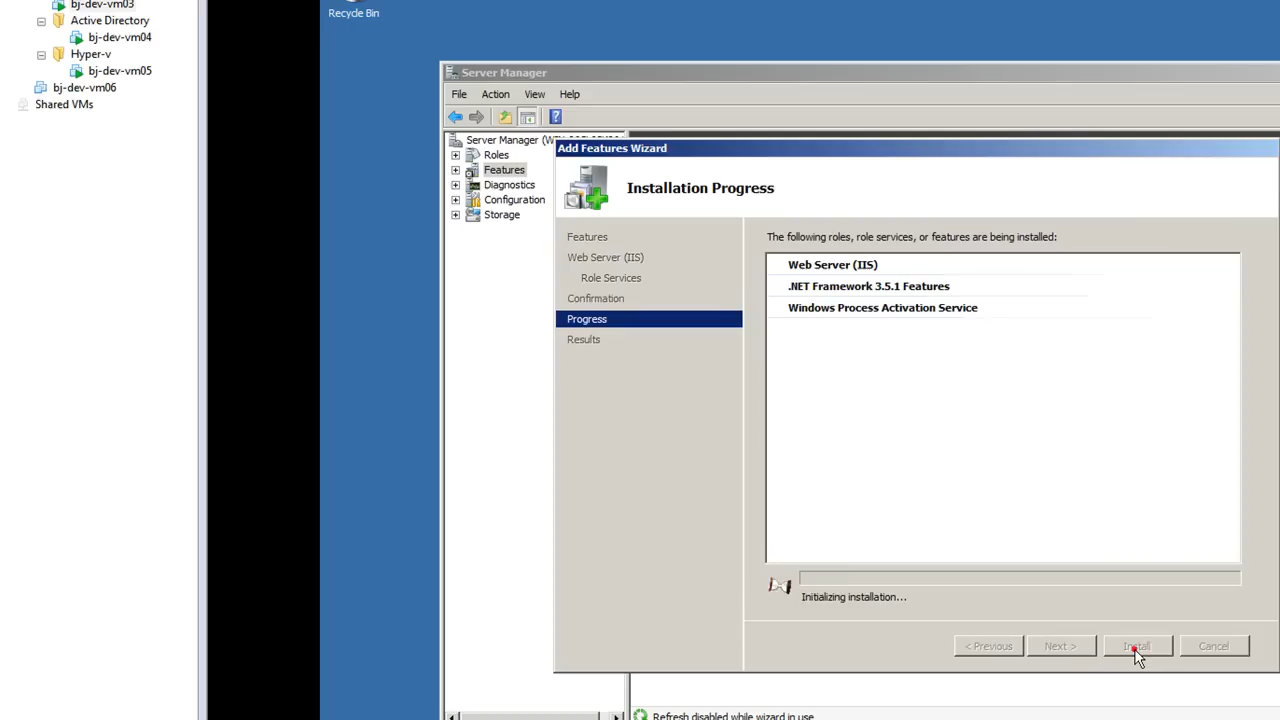 bj-dev-vm03
Active Directory
bj-dev-vm04
Hyper-v
bj-dev-vm05
bj-dev-vm06
Shared VMs
Recycle Bin
Server Manager
File Action View Help
Server Manager
Roles
Features
Diagnostics
Configuration
Storage
Add Features Wizard
Installation Progress
Features
Web Server (IIS)
Role Services
Confirmation
Progress
Results
The following roles, role services, or features are being installed:
Web Server (IIS)
.NET Framework 3.5.1 Features
Windows Process Activation Service
Initializing installation...
< Previous Next > Install Cancel
Refresh disabled while wizard in use